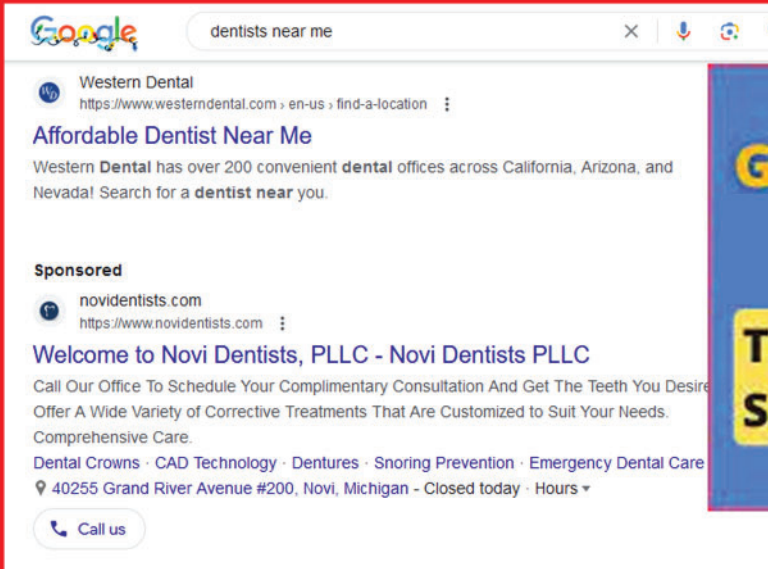 Google
dentists near me
WD
Western Dental
https://www.westerndental.com › en-us › find-a-location
Affordable Dentist Near Me
Western Dental has over 200 convenient dental offices across California, Arizona, and
Nevada! Search for a dentist near you.
Sponsored
novidentists.com
https://www.novidentists.com
Welcome to Novi Dentists, PLLC - Novi Dentists PLLC
Call Our Office To Schedule Your Complimentary Consultation And Get The Teeth You Desire
Offer A Wide Variety of Corrective Treatments That Are Customized to Suit Your Needs.
Comprehensive Care.
Dental Crowns · CAD Technology · Dentures · Snoring Prevention · Emergency Dental Care
40255 Grand River Avenue #200, Novi, Michigan - Closed today · Hours
Call us
G
T
S